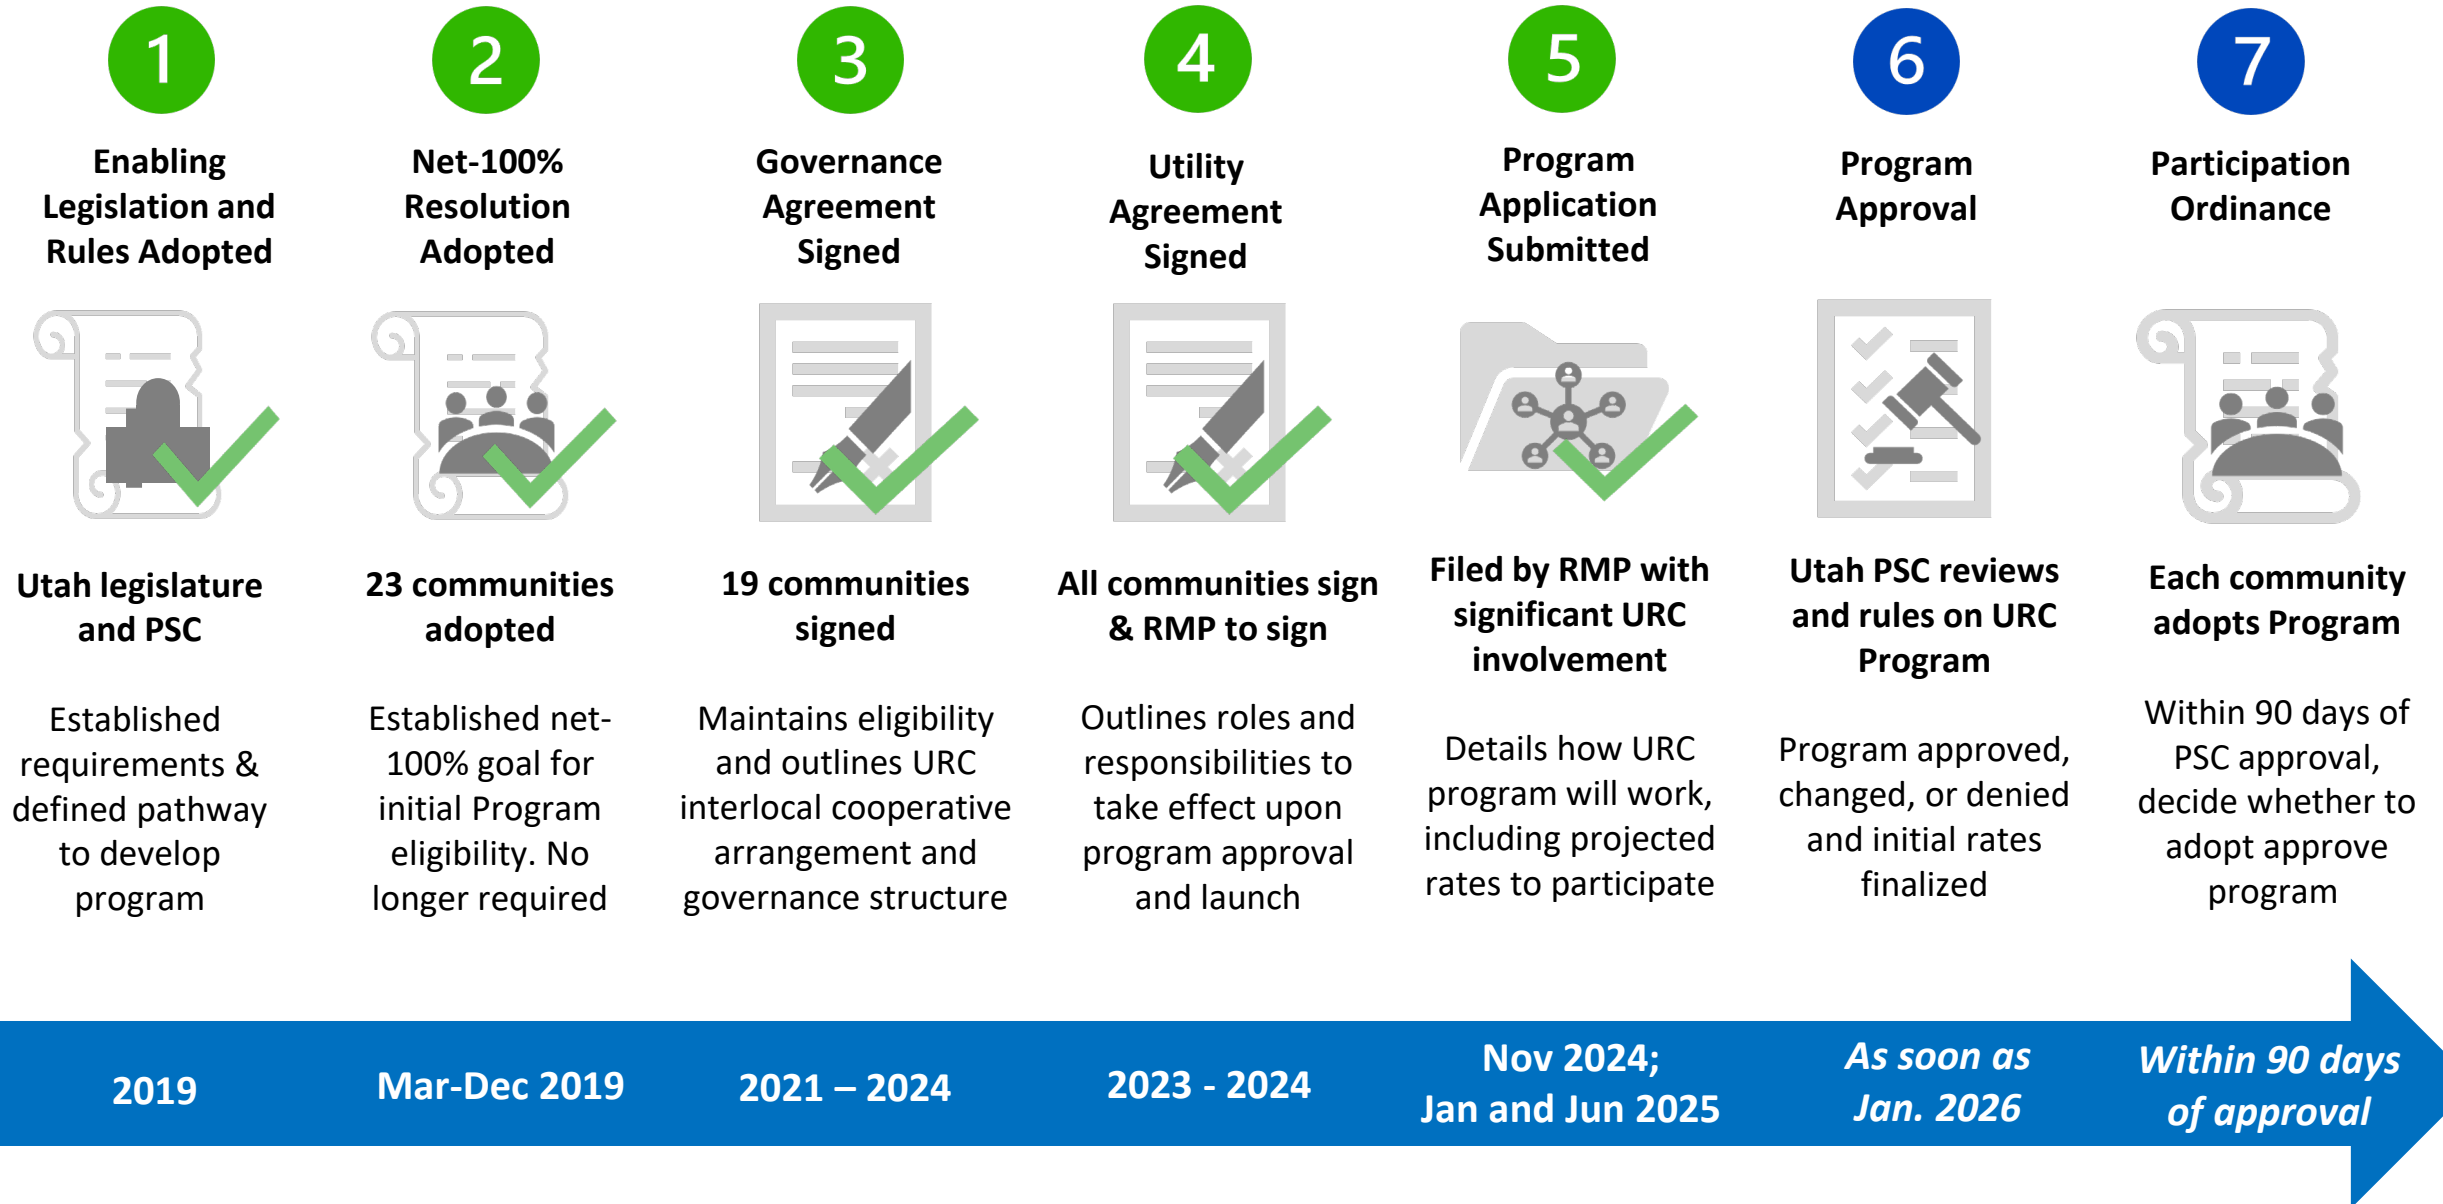 1
Enabling
Legislation and
Rules Adopted
Utah legislature
and PSC
Established
requirements &
defined pathway
to develop
program
2019
2
Net-100%
Resolution
Adopted
23 communities
adopted
Established net-
100% goal for
initial Program
eligibility. No
longer required
Mar-Dec 2019
3
Governance
Agreement
Signed
19 communities
signed
Maintains eligibility
and outlines URC
interlocal cooperative
arrangement and
governance structure
2021 – 2024
4
Utility
Agreement
Signed
All communities sign
& RMP to sign
Outlines roles and
responsibilities to
take effect upon
program approval
and launch
2023 - 2024
5
Program
Application
Submitted
Filed by RMP with
significant URC
involvement
Details how URC
program will work,
including projected
rates to participate
Nov 2024;
Jan and Jun 2025
6
Program
Approval
Utah PSC reviews
and rules on URC
Program
Program approved,
changed, or denied
and initial rates
finalized
As soon as
Jan. 2026
7
Participation
Ordinance
Each community
adopts Program
Within 90 days of
PSC approval,
decide whether to
adopt approve
program
Within 90 days
of approval